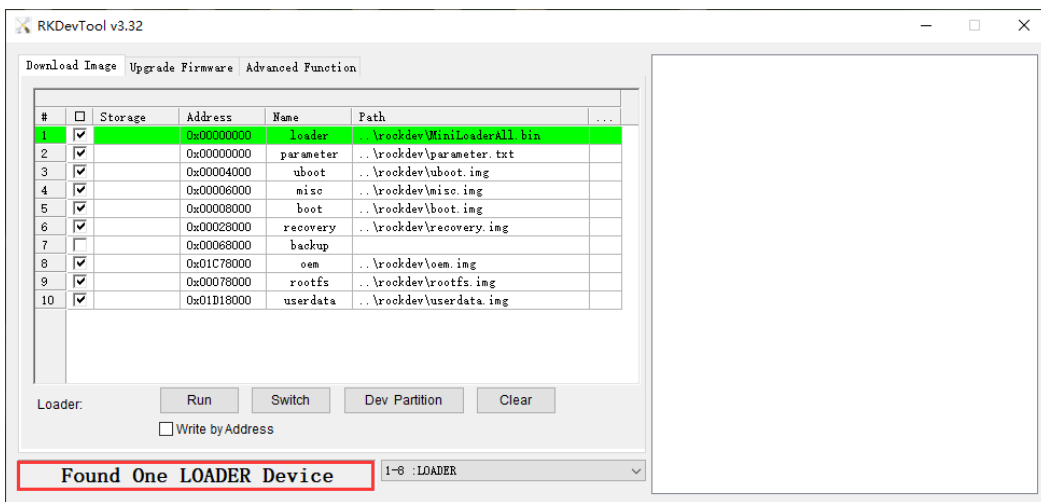 RKDevTool v3.32
Download Image Upgrade Firmware Advanced Function
# Storage Address Name Path ...
1 0x00000000 loader ..\rockdev\MiniLoaderAll.bin
2 0x00000000 parameter ..\rockdev\parameter.txt
3 0x00004000 uboot ..\rockdev\uboot.img
4 0x00006000 misc ..\rockdev\misc.img
5 0x00008000 boot ..\rockdev\boot.img
6 0x00028000 recovery ..\rockdev\recovery.img
7 0x00068000 backup
8 0x01C78000 oem ..\rockdev\oem.img
9 0x00078000 rootfs ..\rockdev\rootfs.img
10 0x01D18000 userdata ..\rockdev\userdata.img
Loader: Run Switch Dev Partition Clear
Write by Address
Found One LOADER Device 1-8 :LOADER